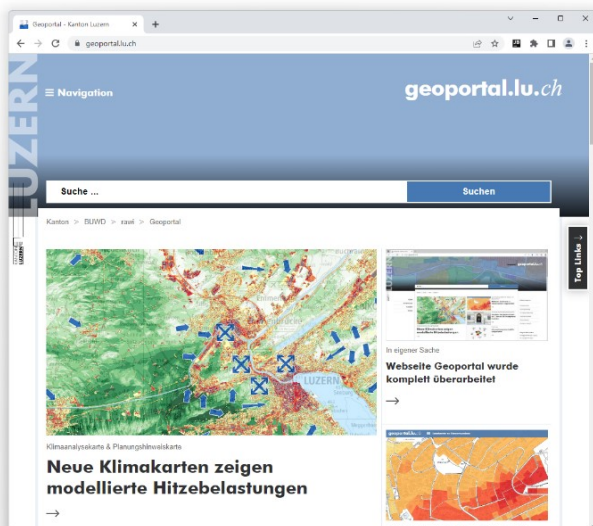 Geoportal - Kanton Luzern
geoportal.lu.ch
LUZERN
Navigation
geoportal.lu.ch
Suche ...
Suchen
Kanton > BUWD > rawi > Geoportal
Top Links →
LUZERN
In eigener Sache
Webseite Geoportal wurde
komplett überarbeitet
→
Klimaanalysekarte & Planungshinweiskarte
Neue Klimakarten zeigen
modellierte Hitzebelastungen
→